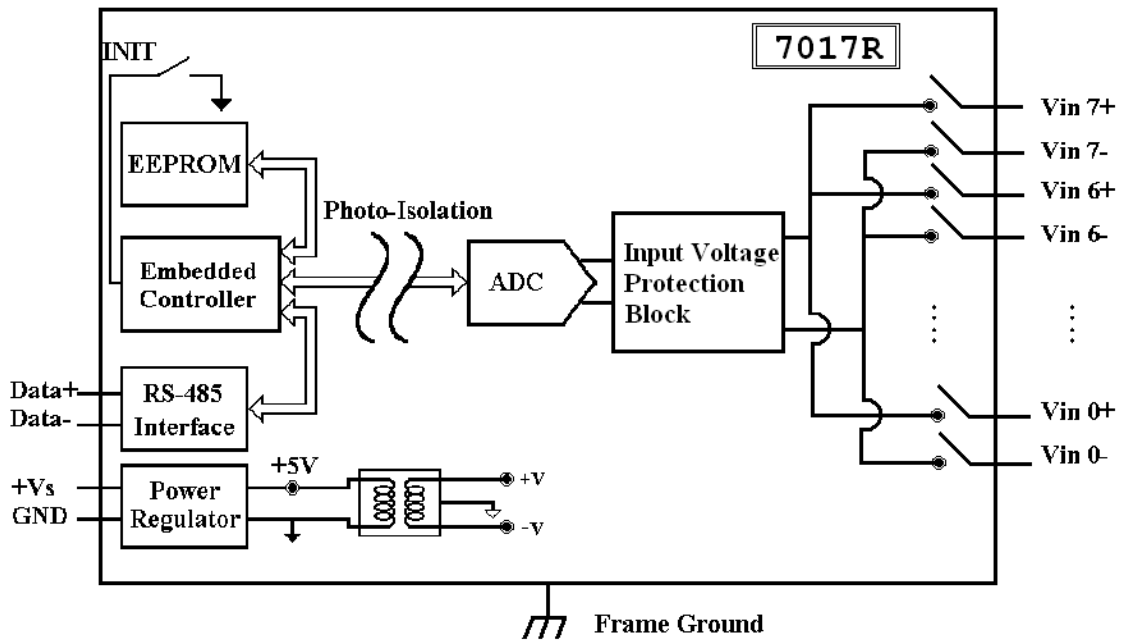 7017R
INIT
EEPROM
Photo-Isolation
Embedded
Controller
ADC
Input Voltage
Protection
Block
Vin 7+
Vin 7-
Vin 6+
Vin 6-
Data+
Data-
RS-485
Interface
Vin 0+
Vin 0-
+Vs
GND
Power
Regulator
+5V
+V
-V
Frame Ground